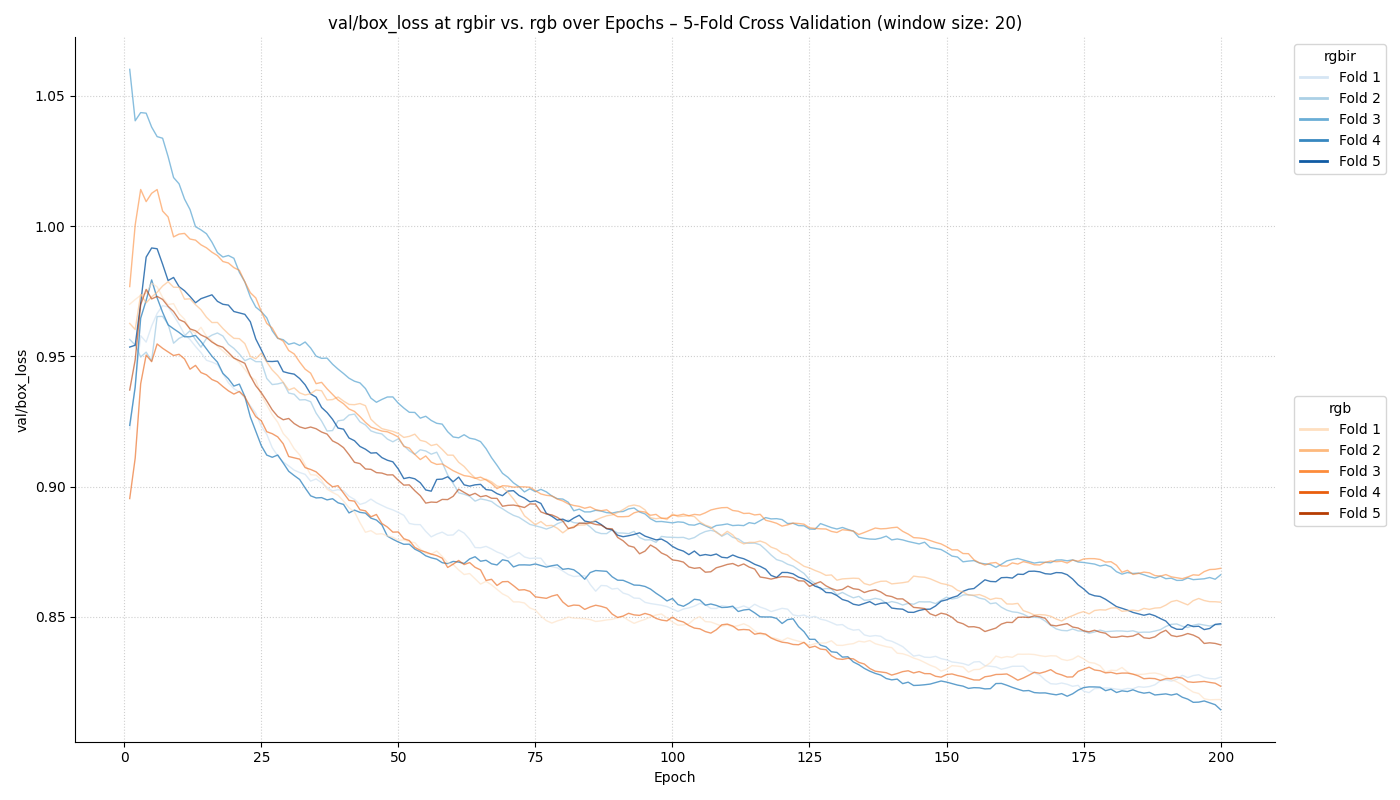 val/box_loss at rgbir vs. rgb over Epochs – 5-Fold Cross Validation (window size: 20)
rgbir
Fold 1
Fold 2
Fold 3
Fold 4
Fold 5
rgb
Fold 1
Fold 2
Fold 3
Fold 4
Fold 5
val/box_loss
1.05
1.00
0.95
0.90
0.85
0 25 50 75 100 125 150 175 200
Epoch